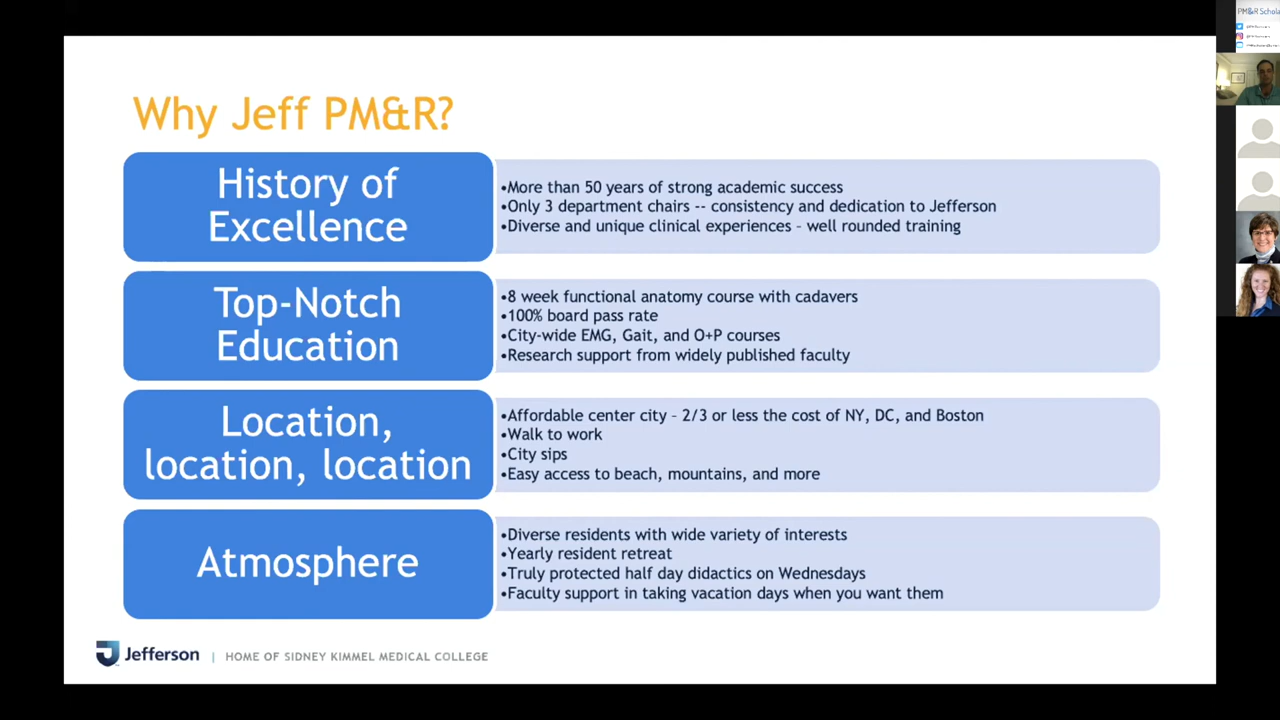 PM&R Schola
Why Jeff PM&R?
History of
Excellence
•More than 50 years of strong academic success
•Only 3 department chairs -- consistency and dedication to Jefferson
•Diverse and unique clinical experiences – well rounded training
Top-Notch
Education
•8 week functional anatomy course with cadavers
•100% board pass rate
•City-wide EMG, Gait, and O+P courses
•Research support from widely published faculty
Location,
location, location
•Affordable center city – 2/3 or less the cost of NY, DC, and Boston
•Walk to work
•City sips
•Easy access to beach, mountains, and more
Atmosphere
•Diverse residents with wide variety of interests
•Yearly resident retreat
•Truly protected half day didactics on Wednesdays
•Faculty support in taking vacation days when you want them
Jefferson | HOME OF SIDNEY KIMMEL MEDICAL COLLEGE